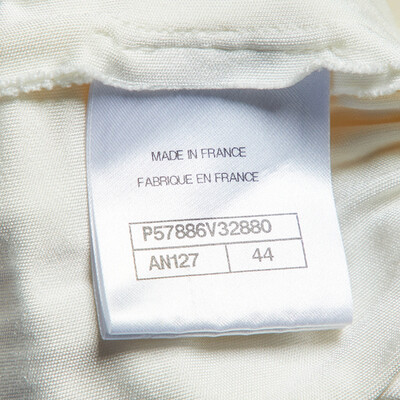 MADE IN FRANCE
FABRIQUE EN FRANCE
P57886V32880
AN127 44